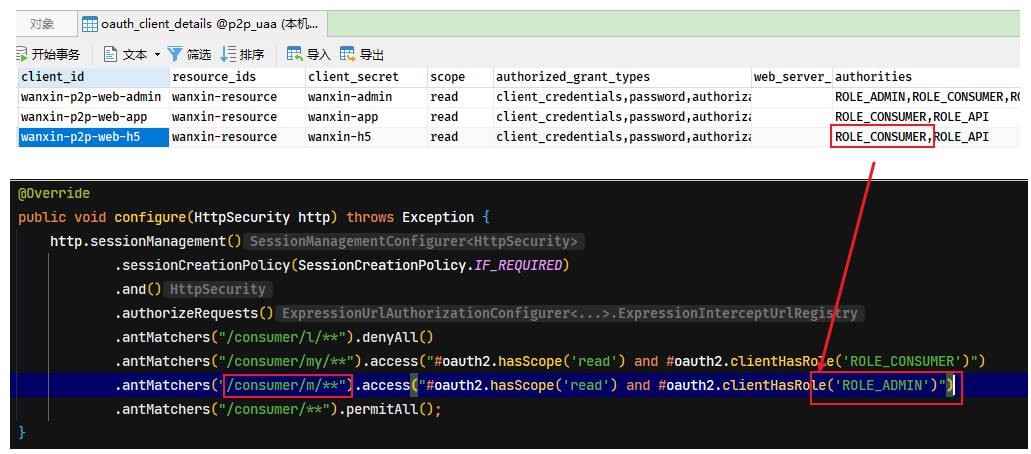 对象 oauth_client_details @p2p_uaa (本机...
开始事务 文本 筛选 排序 导入 导出
client_id resource_ids client_secret scope authorized_grant_types web_server_ authorities
wanxin-p2p-web-admin wanxin-resource wanxin-admin read client_credentials,password,authoriza ROLE_ADMIN,ROLE_CONSUMER,RO
wanxin-p2p-web-app wanxin-resource wanxin-app read client_credentials,password,authoriza ROLE_CONSUMER,ROLE_API
wanxin-p2p-web-h5 wanxin-resource wanxin-h5 read client_credentials,password,authoriza ROLE_CONSUMER,ROLE_API
@Override
public void configure(HttpSecurity http) throws Exception {
http.sessionManagement() SessionManagementConfigurer<HttpSecurity>
.sessionCreationPolicy(SessionCreationPolicy.IF_REQUIRED)
.and() HttpSecurity
.authorizeRequests() ExpressionUrlAuthorizationConfigurer<...>.ExpressionInterceptUrlRegistry
.antMatchers("/consumer/l/**").denyAll()
.antMatchers("/consumer/my/**").access("#oauth2.hasScope('read') and #oauth2.clientHasRole('ROLE_CONSUMER')")
.antMatchers("/consumer/m/**").access("#oauth2.hasScope('read') and #oauth2.clientHasRole('ROLE_ADMIN')")
.antMatchers("/consumer/**").permitAll();
}